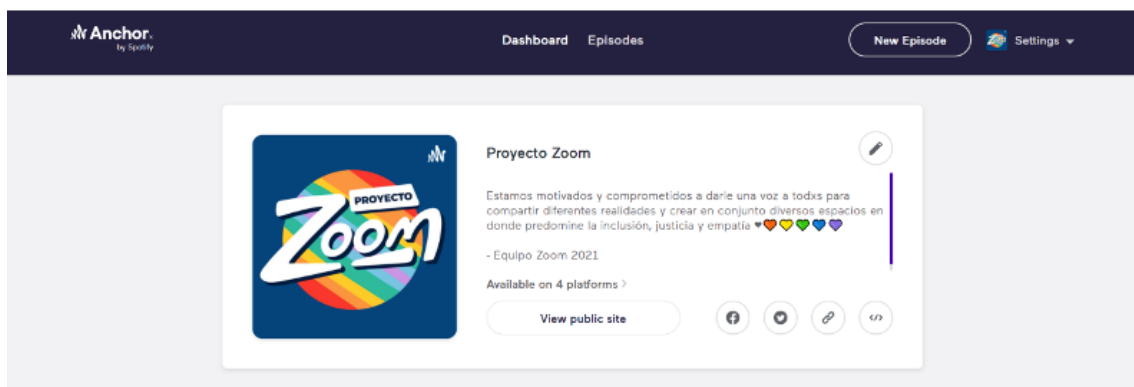 Anchor.
by Spotify
Dashboard Episodes
New Episode
Settings
PROYECTO
Zoom
Proyecto Zoom
Estamos motivados y comprometidos a darle una voz a todxs para
compartir diferentes realidades y crear en conjunto diversos espacios en
donde predomine la inclusión, justicia y empatía ♥🧡💛💚💙💜
- Equipo Zoom 2021
Available on 4 platforms >
View public site